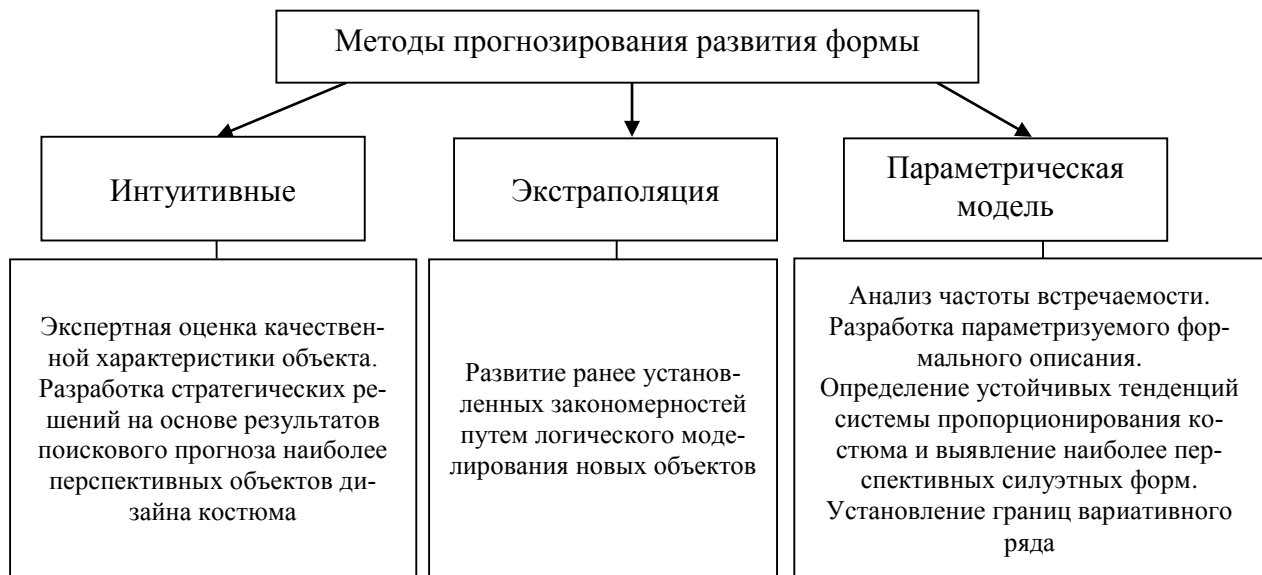 Методы прогнозирования развития формы
Интуитивные
Экстраполяция
Параметрическая
модель
Экспертная оценка качествен-
ной характеристики объекта.
Разработка стратегических ре-
шений на основе результатов
поискового прогноза наиболее
перспективных объектов ди-
зайна костюма
Развитие ранее установ-
ленных закономерностей
путем логического моде-
лирования новых объектов
Анализ частоты встречаемости.
Разработка параметризуемого фор-
мального описания.
Определение устойчивых тенденций
системы пропорционирования ко-
стюма и выявление наиболее пер-
спективных силуэтных форм.
Установление границ вариативного
ряда